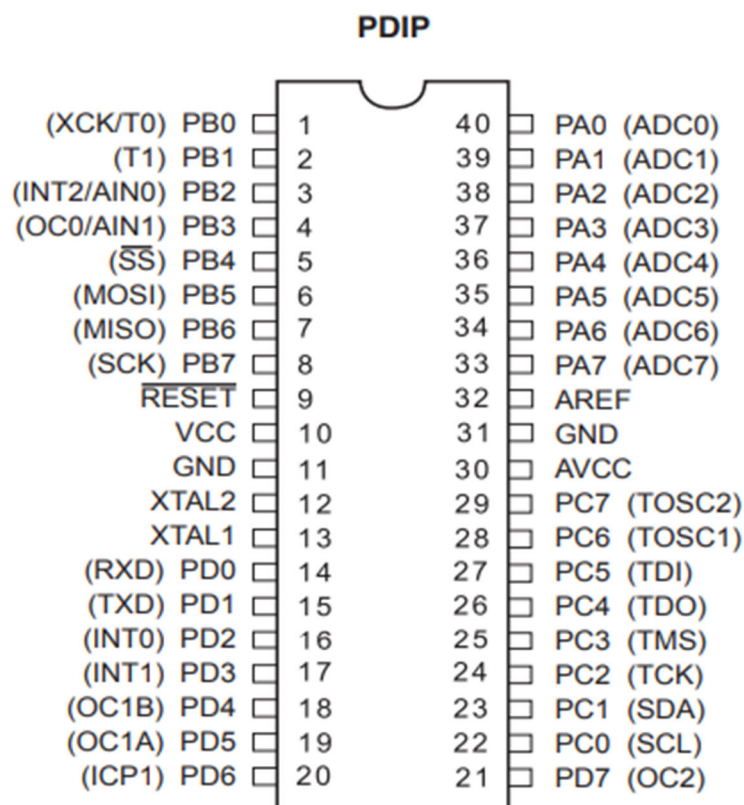 PDIP
(XCK/T0) PB0 1 40 PA0 (ADC0)
(T1) PB1 2 39 PA1 (ADC1)
(INT2/AIN0) PB2 3 38 PA2 (ADC2)
(OC0/AIN1) PB3 4 37 PA3 (ADC3)
(S̅S̅) PB4 5 36 PA4 (ADC4)
(MOSI) PB5 6 35 PA5 (ADC5)
(MISO) PB6 7 34 PA6 (ADC6)
(SCK) PB7 8 33 PA7 (ADC7)
R̅E̅S̅E̅T̅ 9 32 AREF
VCC 10 31 GND
GND 11 30 AVCC
XTAL2 12 29 PC7 (TOSC2)
XTAL1 13 28 PC6 (TOSC1)
(RXD) PD0 14 27 PC5 (TDI)
(TXD) PD1 15 26 PC4 (TDO)
(INT0) PD2 16 25 PC3 (TMS)
(INT1) PD3 17 24 PC2 (TCK)
(OC1B) PD4 18 23 PC1 (SDA)
(OC1A) PD5 19 22 PC0 (SCL)
(ICP1) PD6 20 21 PD7 (OC2)